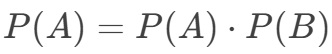 P(A) = P(A) · P(B)